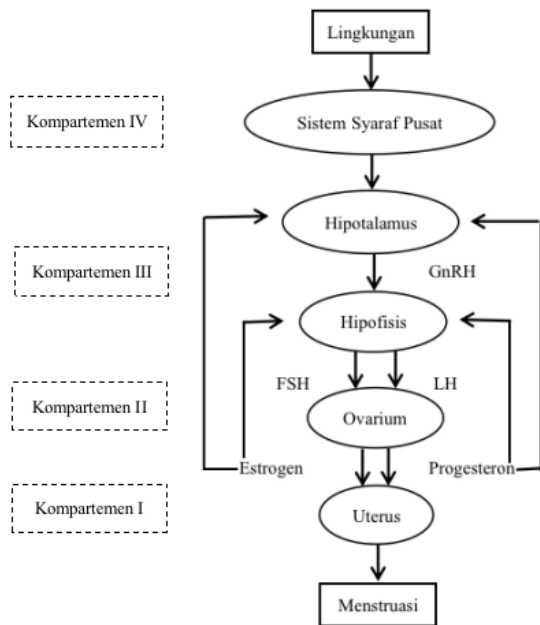 Lingkungan
Kompartemen IV
Sistem Syaraf Pusat
Hipotalamus
Kompartemen III
GnRH
Hipofisis
FSH
LH
Kompartemen II
Ovarium
Estrogen
Progesteron
Kompartemen I
Uterus
Menstruasi